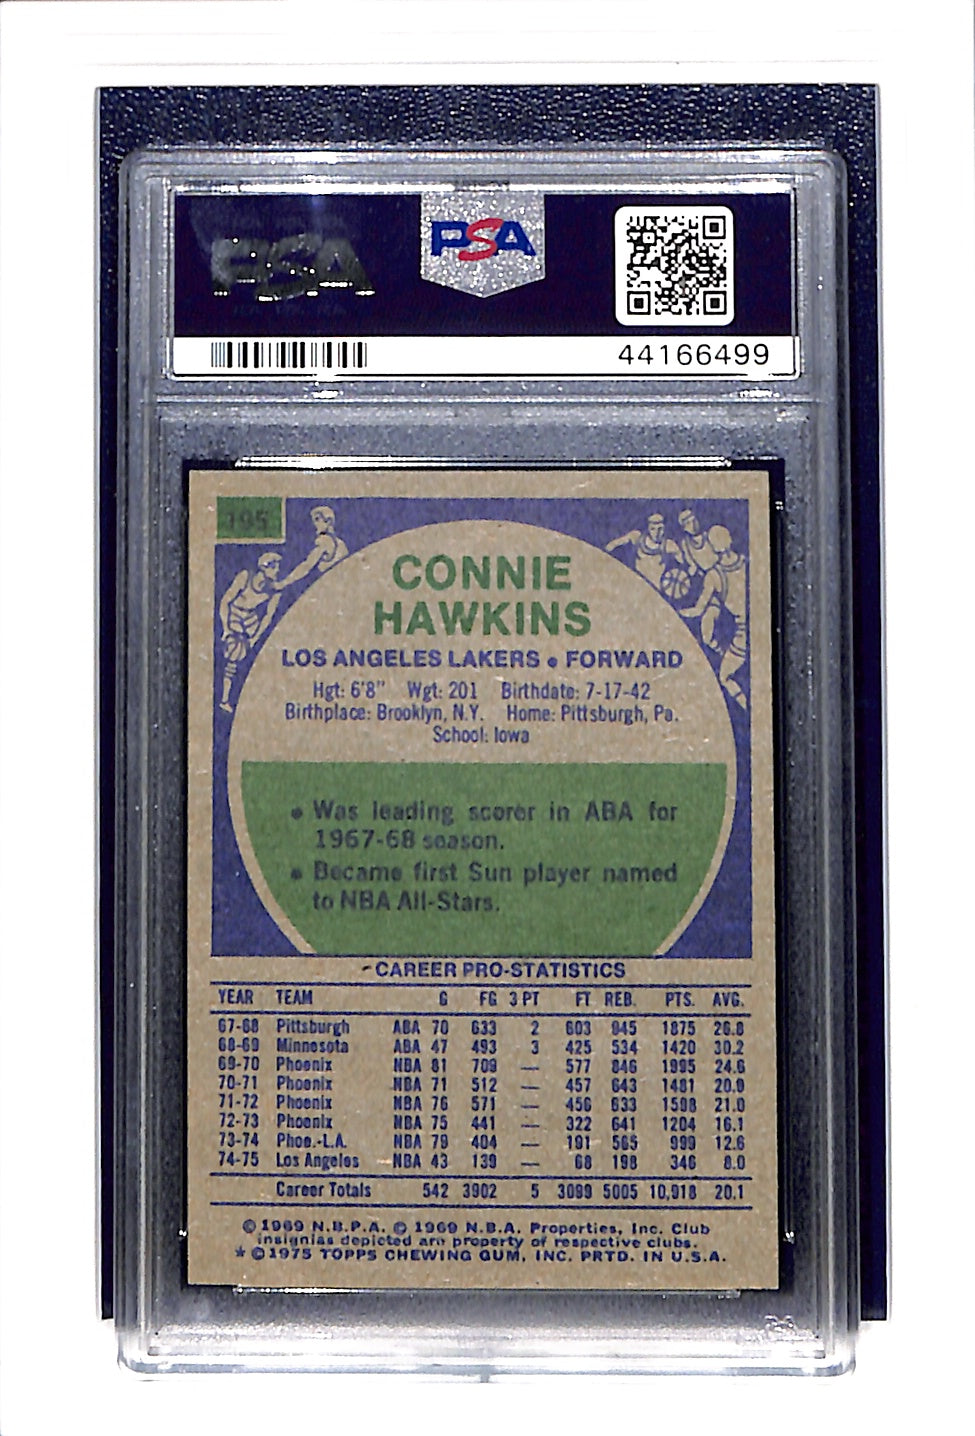 PSA
PSA
44166499
195
CONNIE
HAWKINS
LOS ANGELES LAKERS • FORWARD
Hgt: 6'8" Wgt: 201 Birthdate: 7-17-42
Birthplace: Brooklyn, N.Y. Home: Pittsburgh, Pa.
School: Iowa
• Was leading scorer in ABA for
1967-68 season.
• Became first Sun player named
to NBA All-Stars.
CAREER PRO-STATISTICS
YEAR TEAM G FG 3 PT FT REB. PTS. AVG.
67-68 Pittsburgh ABA 70 633 2 603 945 1875 26.8
68-69 Minnesota ABA 47 493 3 425 534 1420 30.2
69-70 Phoenix NBA 81 709 — 577 846 1995 24.6
70-71 Phoenix NBA 71 512 — 457 643 1481 20.9
71-72 Phoenix NBA 76 571 — 456 633 1598 21.0
72-73 Phoenix NBA 75 441 — 322 641 1204 16.1
73-74 Phoe.-L.A. NBA 79 404 — 191 565 999 12.6
74-75 Los Angeles NBA 43 139 — 68 198 346 8.0
Career Totals 542 3902 5 3099 5005 10,918 20.1
© 1969 N.B.P.A. © 1969 N.B.A. Properties, Inc. Club
insignias depicted are property of respective clubs.
★ © 1975 TOPPS CHEWING GUM, INC. PRTD. IN U.S.A.